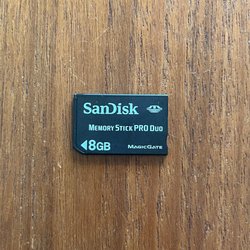 SanDisk
Memory Stick PRO Duo
8GB
MagicGate